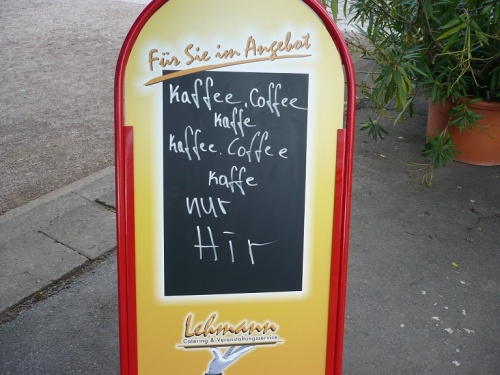 Für Sie im Angebot
Kaffee. Coffee
Kaffe
Kaffee. Coffee
Kaffe
nur
Hir
Lehmann
Catering & Veranstaltungsservice